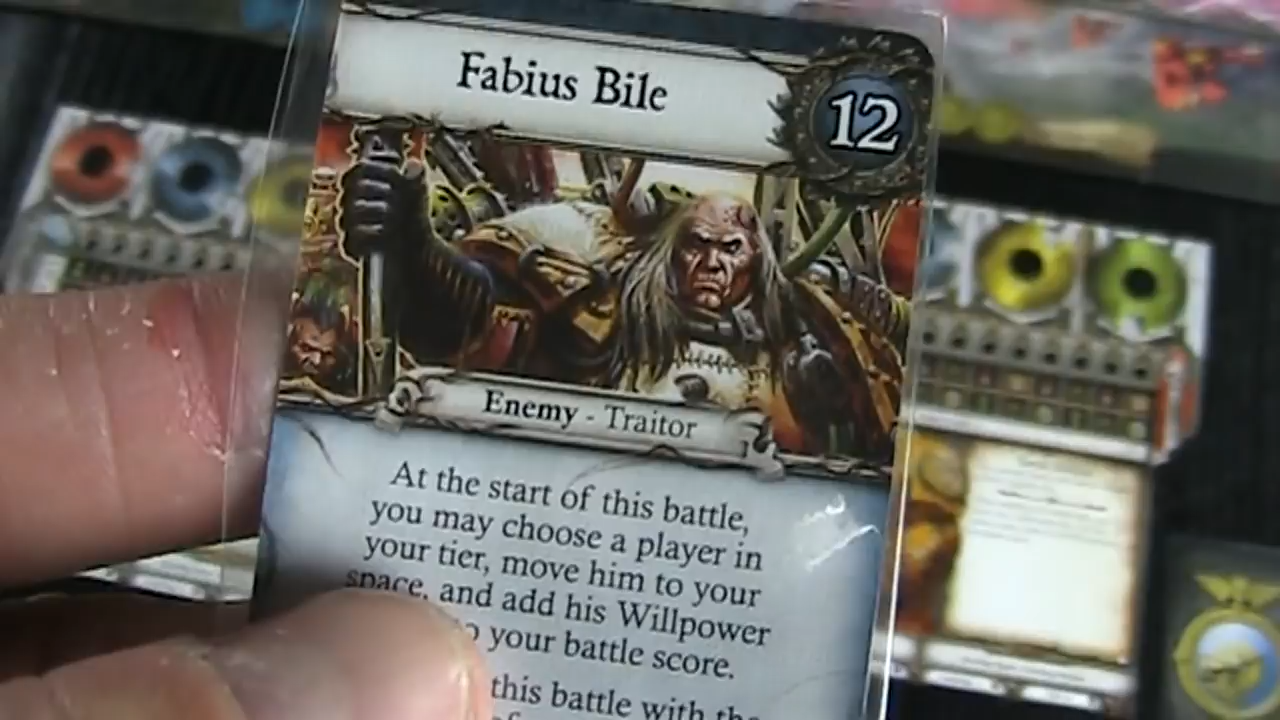 Fabius Bile
12
Enemy - Traitor
At the start of this battle,
you may choose a player in
your tier, move him to your
space, and add his Willpower
your battle score.
this battle with the
of